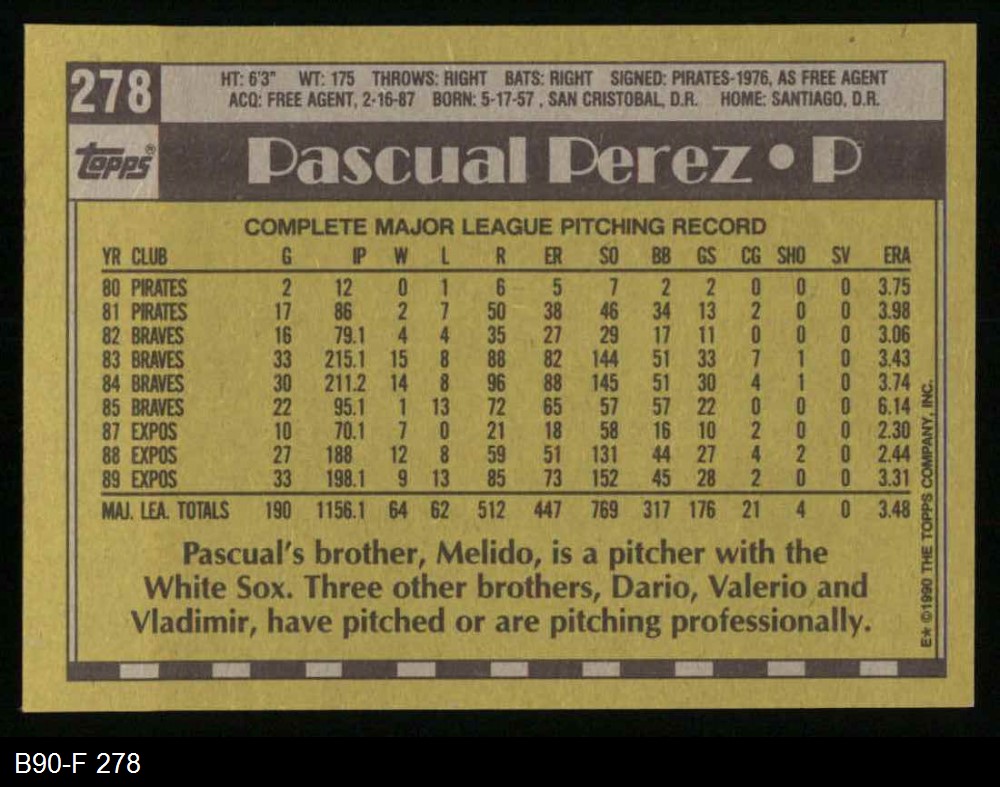 278
HT: 6'3" WT: 175 THROWS: RIGHT BATS: RIGHT SIGNED: PIRATES-1976, AS FREE AGENT
ACQ: FREE AGENT, 2-16-87 BORN: 5-17-57 , SAN CRISTOBAL, D.R. HOME: SANTIAGO, D.R.
topps®
Pascual Perez • P
COMPLETE MAJOR LEAGUE PITCHING RECORD
YR CLUB G IP W L R ER SO BB GS CG SHO SV ERA
80 PIRATES 2 12 0 1 6 5 7 2 2 0 0 0 3.75
81 PIRATES 17 86 2 7 50 38 46 34 13 2 0 0 3.98
82 BRAVES 16 79.1 4 4 35 27 29 17 11 0 0 0 3.06
83 BRAVES 33 215.1 15 8 88 82 144 51 33 7 1 0 3.43
84 BRAVES 30 211.2 14 8 96 88 145 51 30 4 1 0 3.74
85 BRAVES 22 95.1 1 13 72 65 57 57 22 0 0 0 6.14
87 EXPOS 10 70.1 7 0 21 18 58 16 10 2 0 0 2.30
88 EXPOS 27 188 12 8 59 51 131 44 27 4 2 0 2.44
89 EXPOS 33 198.1 9 13 85 73 152 45 28 2 0 0 3.31
MAJ. LEA. TOTALS 190 1156.1 64 62 512 447 769 317 176 21 4 0 3.48
Pascual's brother, Melido, is a pitcher with the
White Sox. Three other brothers, Dario, Valerio and
Vladimir, have pitched or are pitching professionally.
E* ©1990 THE TOPPS COMPANY, INC.
B90-F 278